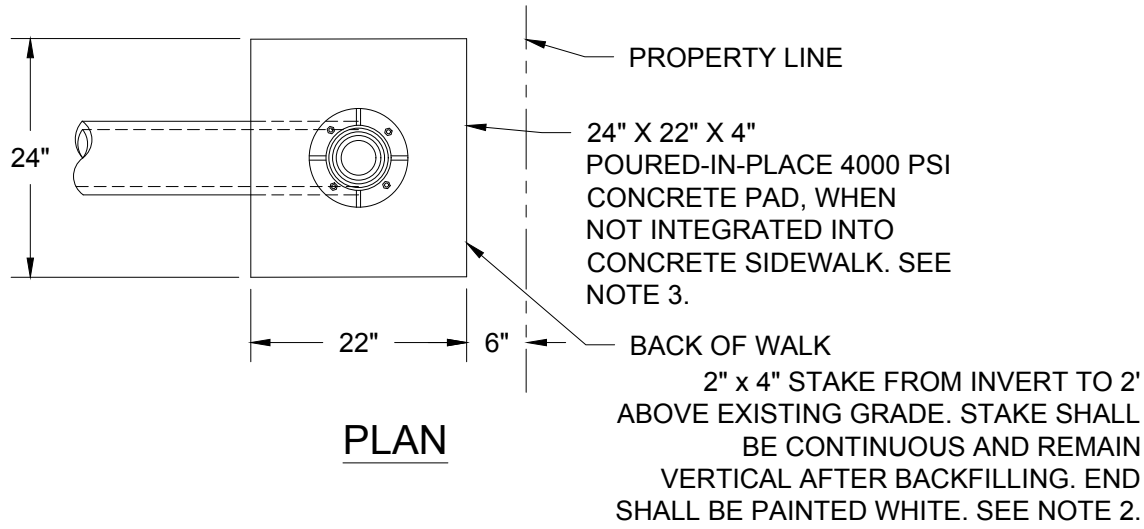 PROPERTY LINE
24" X 22" X 4"
POURED-IN-PLACE 4000 PSI
CONCRETE PAD, WHEN
NOT INTEGRATED INTO
CONCRETE SIDEWALK. SEE
NOTE 3.
24"
22"
6"
BACK OF WALK
2" x 4" STAKE FROM INVERT TO 2'
ABOVE EXISTING GRADE. STAKE SHALL
BE CONTINUOUS AND REMAIN
VERTICAL AFTER BACKFILLING. END
SHALL BE PAINTED WHITE. SEE NOTE 2.
PLAN